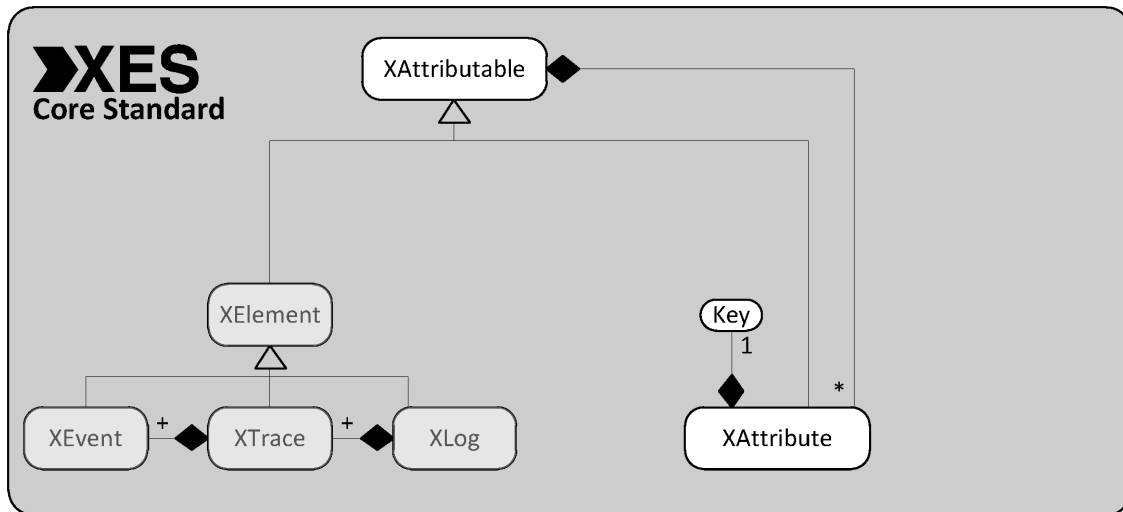 XES
Core Standard
XAttributable
XElement
Key
1
*
XEvent
+
XTrace
+
XLog
XAttribute